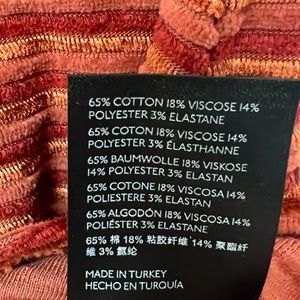 65% COTTON 18% VISCOSE 14%
POLYESTER 3% ELASTANE
65% COTON 18% VISCOSE 14%
POLYESTER 3% ÉLASTHANNE
65% BAUMWOLLE 18% VISKOSE
14% POLYESTER 3% ELASTAN
65% COTONE 18% VISCOSA 14%
POLIESTERE 3% ELASTAN
65% ALGODÓN 18% VISCOSA 14%
POLIÉSTER 3% ELASTANE
65% 棉 18% 粘胶纤维 14% 聚酯纤
维 3% 氨纶
MADE IN TURKEY
HECHO EN TURQUÍA